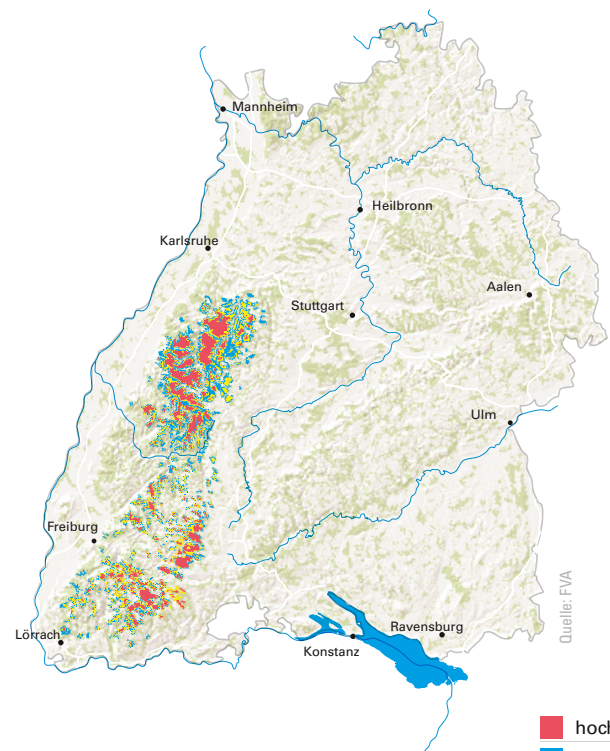 Mannheim
Heilbronn
Karlsruhe
Aalen
Stuttgart
Ulm
Freiburg
Quelle: FVA
Ravensburg
Lörrach
Konstanz
hoch